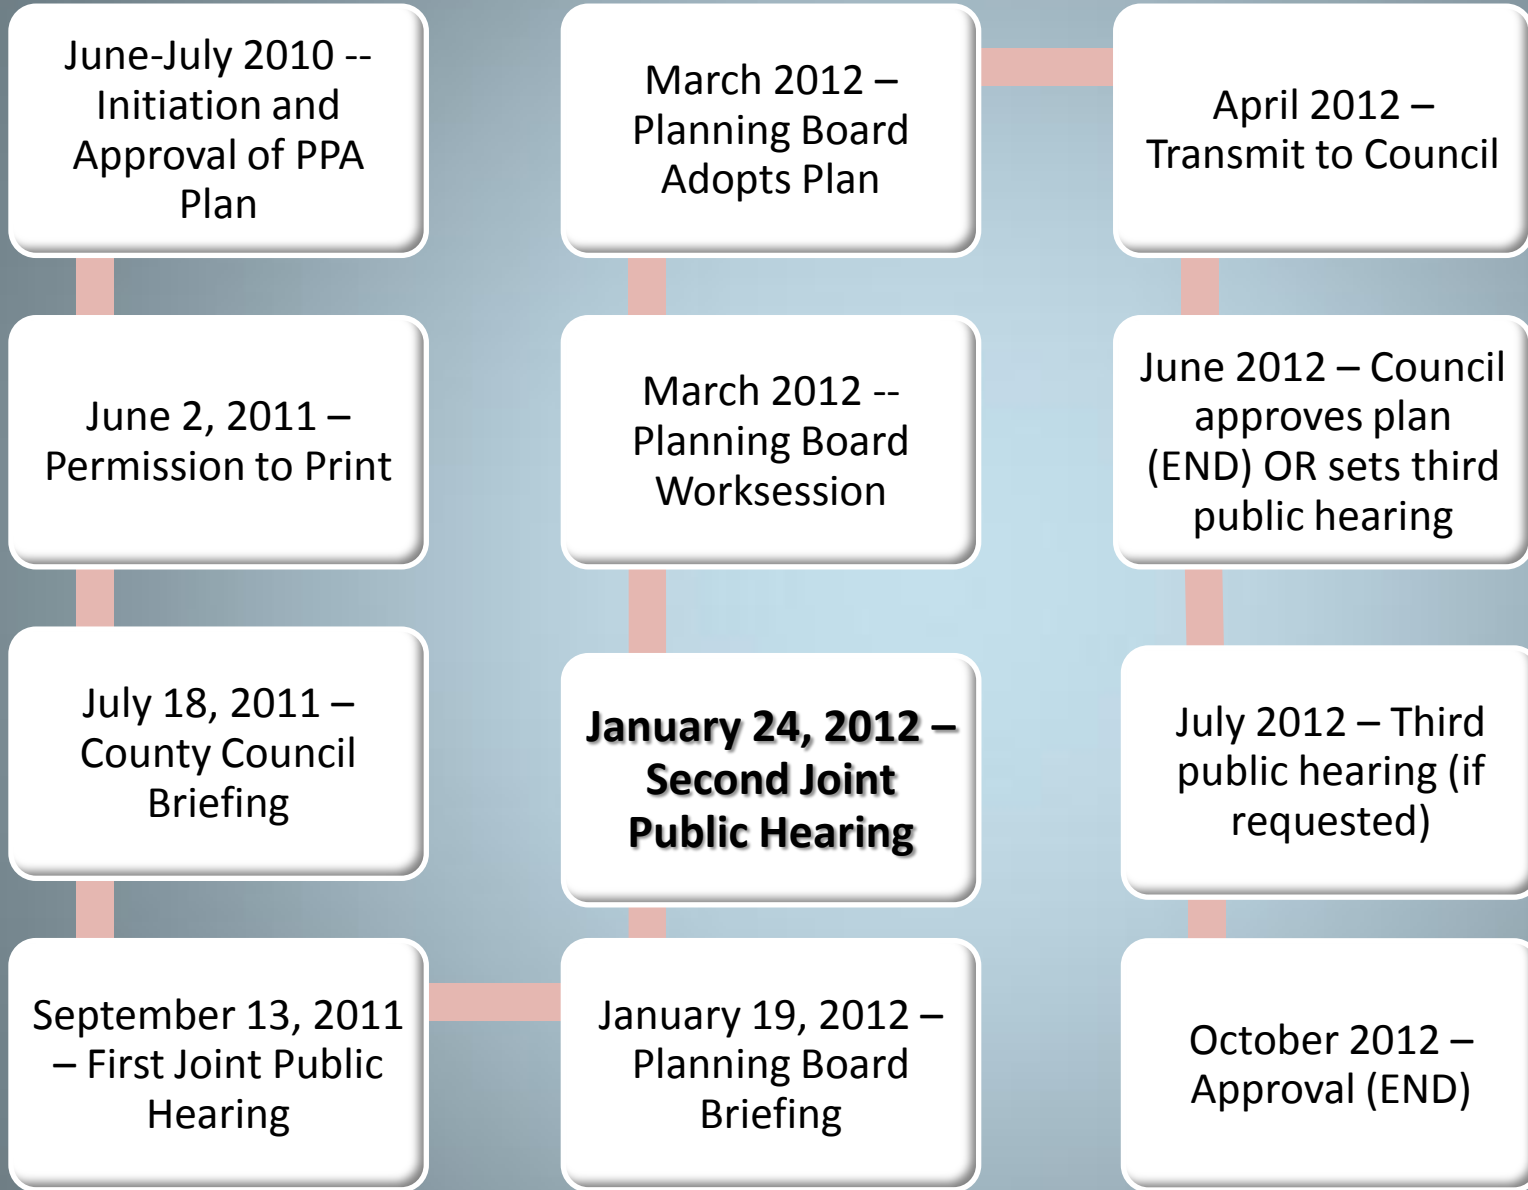 June-July 2010 --
Initiation and
Approval of PPA
Plan
June 2, 2011 –
Permission to Print
July 18, 2011 –
County Council
Briefing
September 13, 2011
– First Joint Public
Hearing
January 19, 2012 –
Planning Board
Briefing
January 24, 2012 –
Second Joint
Public Hearing
March 2012 --
Planning Board
Worksession
March 2012 –
Planning Board
Adopts Plan
April 2012 –
Transmit to Council
June 2012 – Council
approves plan
(END) OR sets third
public hearing
July 2012 – Third
public hearing (if
requested)
October 2012 –
Approval (END)